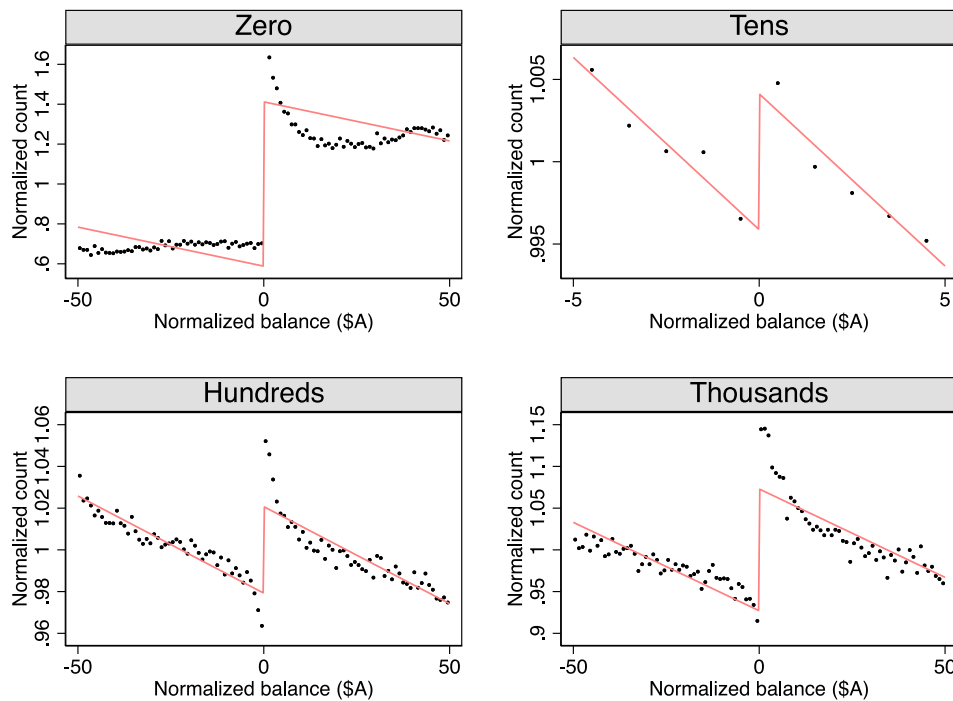 Zero
Normalized count
.6 .8 1 1.2 1.4 1.6
-50 0 50
Normalized balance ($A)
Tens
Normalized count
.995 1 1.005
-5 0 5
Normalized balance ($A)
Hundreds
Normalized count
.96 .98 1 1.02 1.04 1.06
-50 0 50
Normalized balance ($A)
Thousands
Normalized count
.9 .95 1 1.05 1.1 1.15
-50 0 50
Normalized balance ($A)